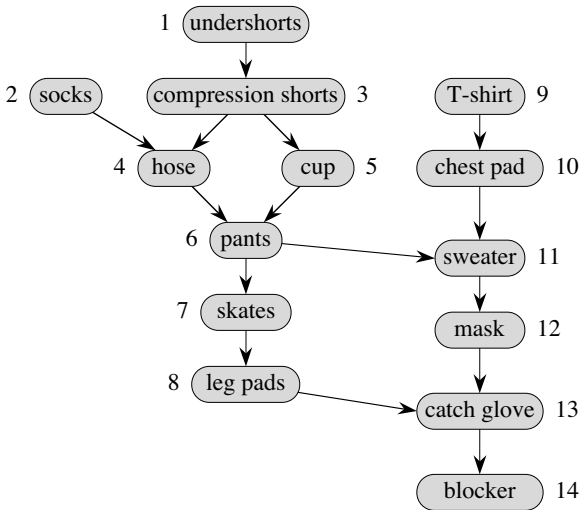 1 undershorts
2 socks
compression shorts 3
T-shirt 9
4 hose
cup 5
chest pad 10
6 pants
sweater 11
7 skates
mask 12
8 leg pads
catch glove 13
blocker 14